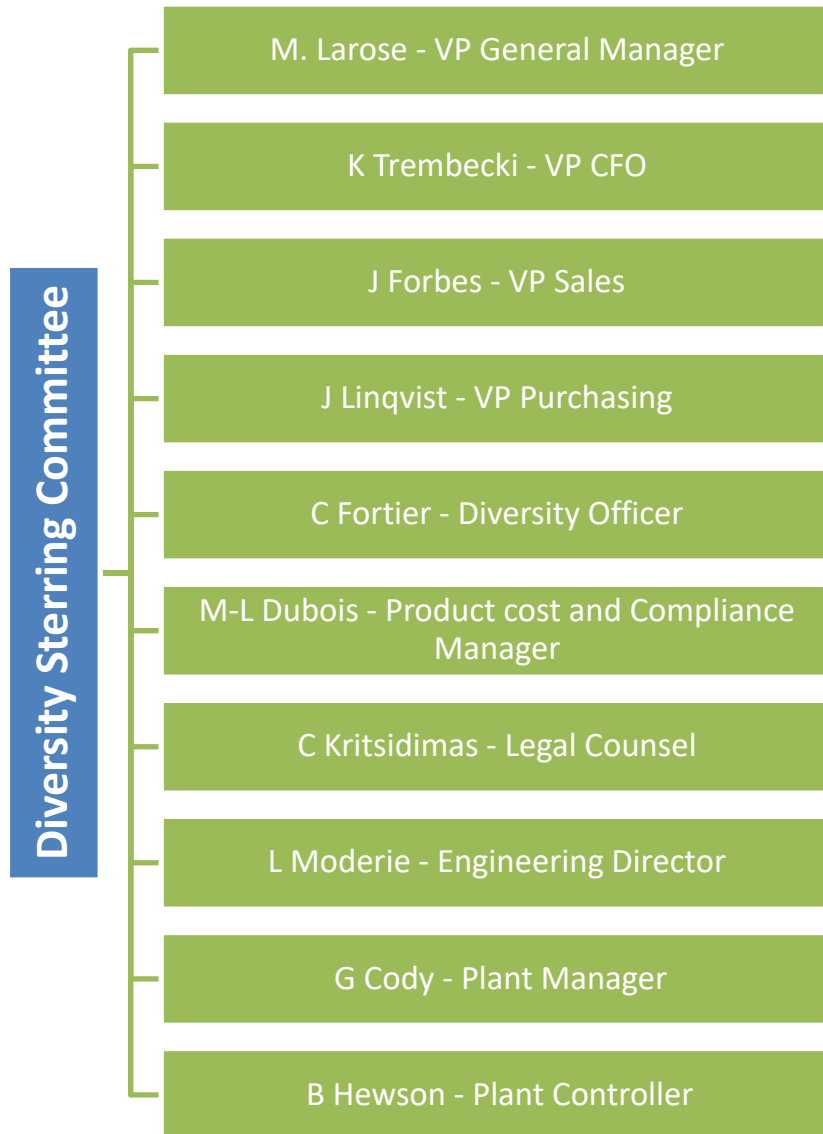 Diversity Sterring Committee
M. Larose - VP General Manager
K Trembecki - VP CFO
J Forbes - VP Sales
J Linqvist - VP Purchasing
C Fortier - Diversity Officer
M-L Dubois - Product cost and Compliance
Manager
C Kritsidimas - Legal Counsel
L Moderie - Engineering Director
G Cody - Plant Manager
B Hewson - Plant Controller